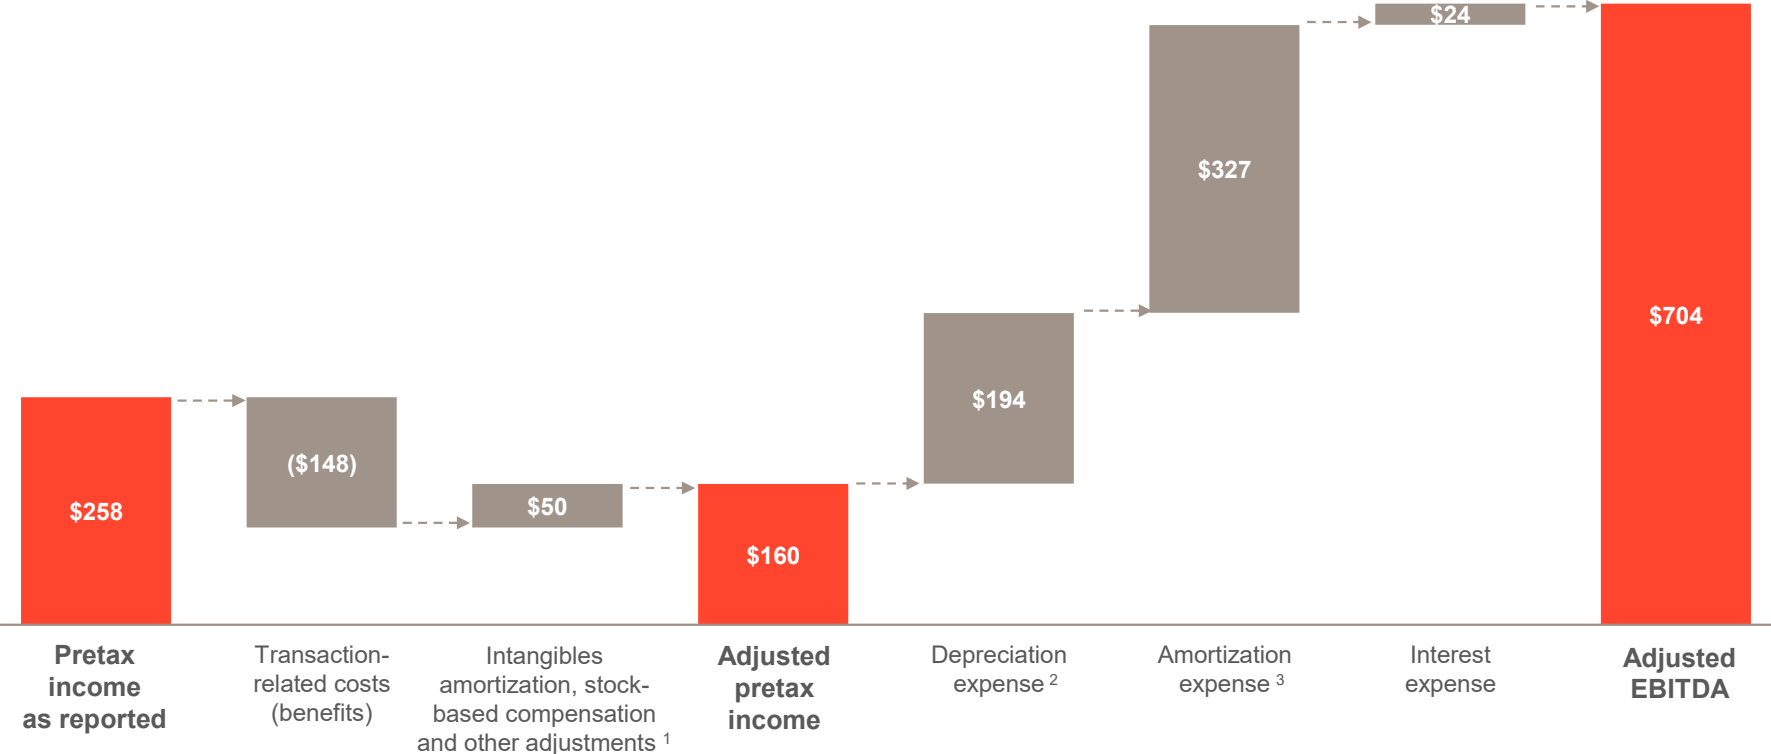 $24
$327
$704
$194
($148)
$258
$50
$160
Pretax
income
as reported
Transaction-
related costs
(benefits)
Intangibles
amortization, stock-
based compensation
and other adjustments 1
Adjusted
pretax
income
Depreciation
expense 2
Amortization
expense 3
Interest
expense
Adjusted
EBITDA